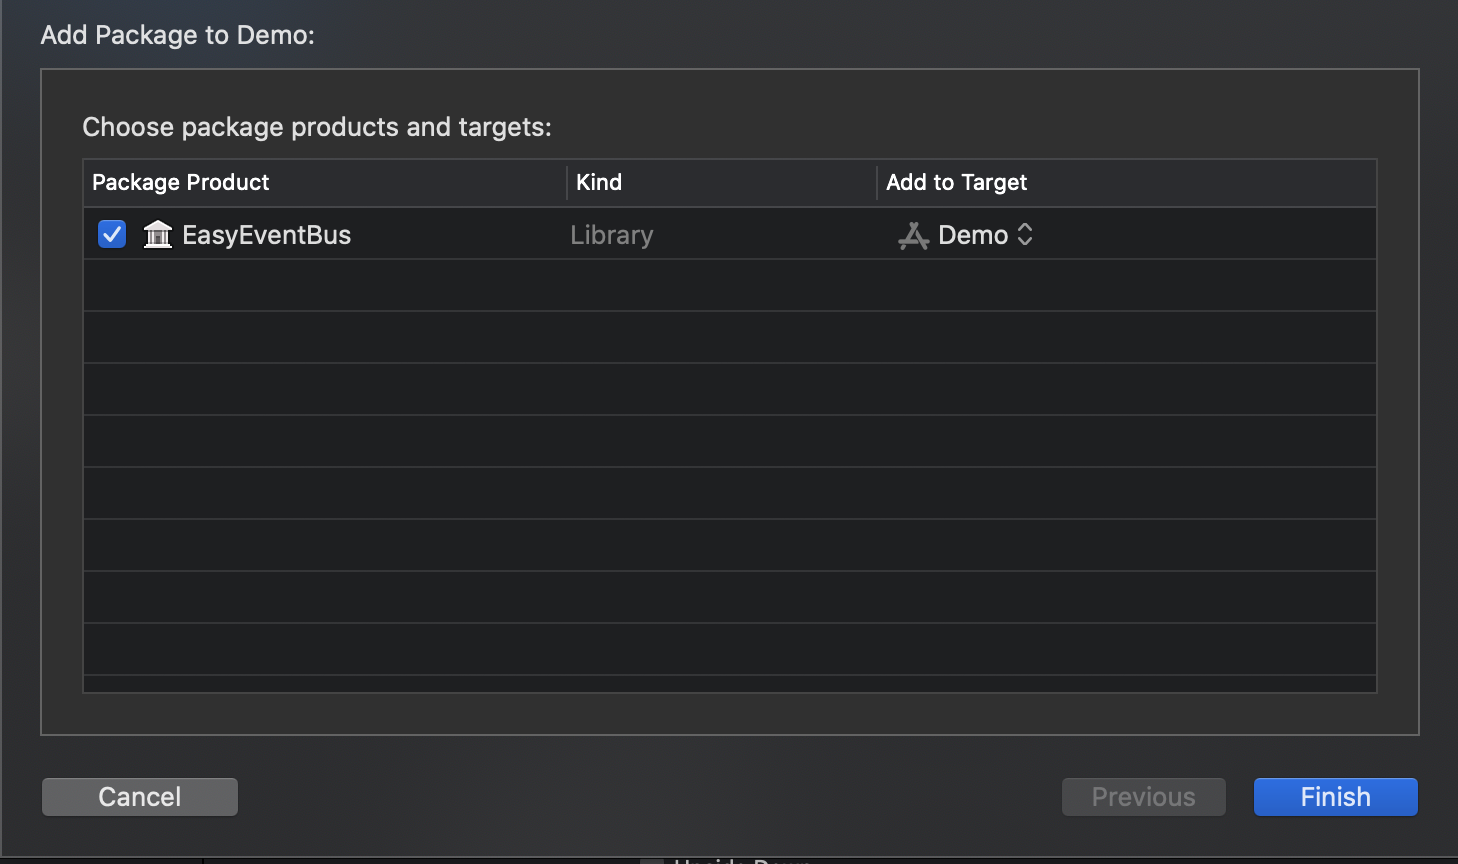 Add Package to Demo:
Choose package products and targets:
Package Product Kind Add to Target
EasyEventBus Library Demo
Cancel Previous Finish